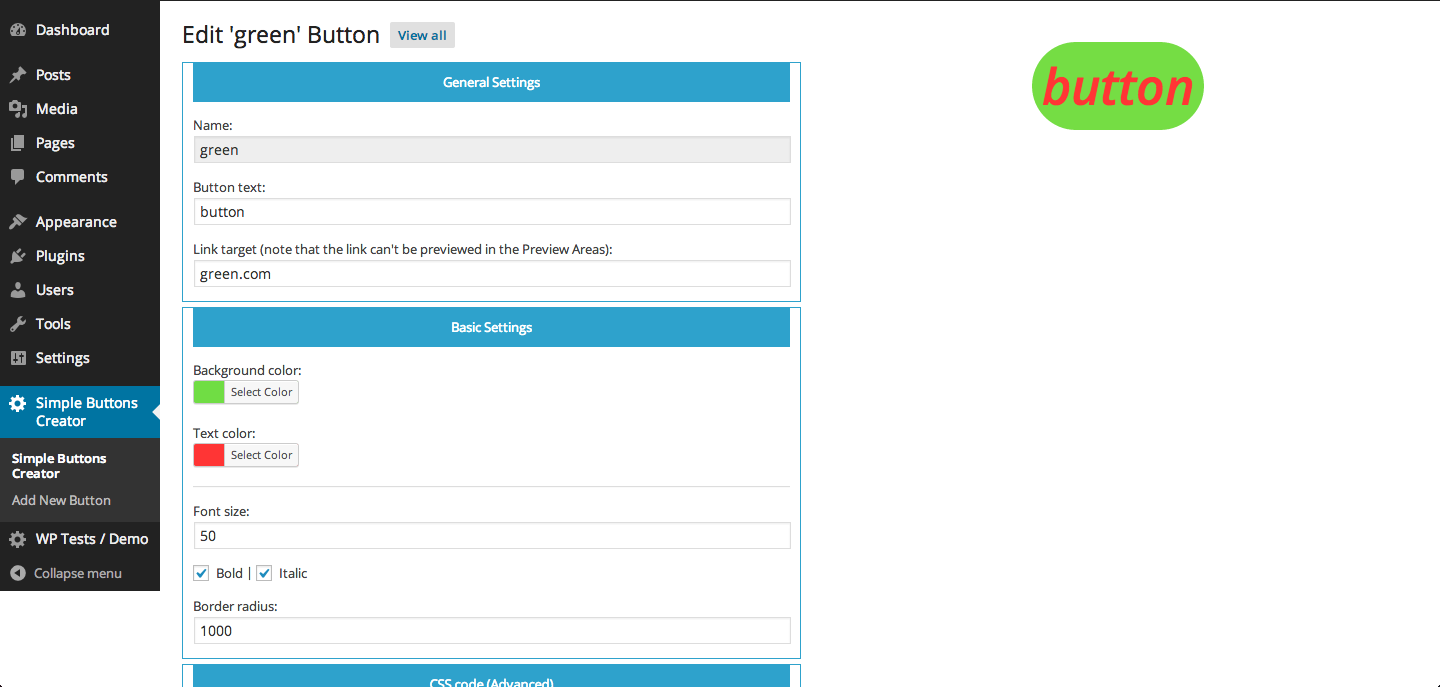 Dashboard
Posts
Media
Pages
Comments
Appearance
Plugins
Users
Tools
Settings
Simple Buttons
Creator
Simple Buttons
Creator
Add New Button
WP Tests / Demo
Collapse menu
Edit 'green' Button View all
General Settings
Name:
green
Button text:
button
Link target (note that the link can't be previewed in the Preview Areas):
green.com
Basic Settings
Background color:
Select Color
Text color:
Select Color
Font size:
50
Bold | Italic
Border radius:
1000
CSS code (Advanced)
button